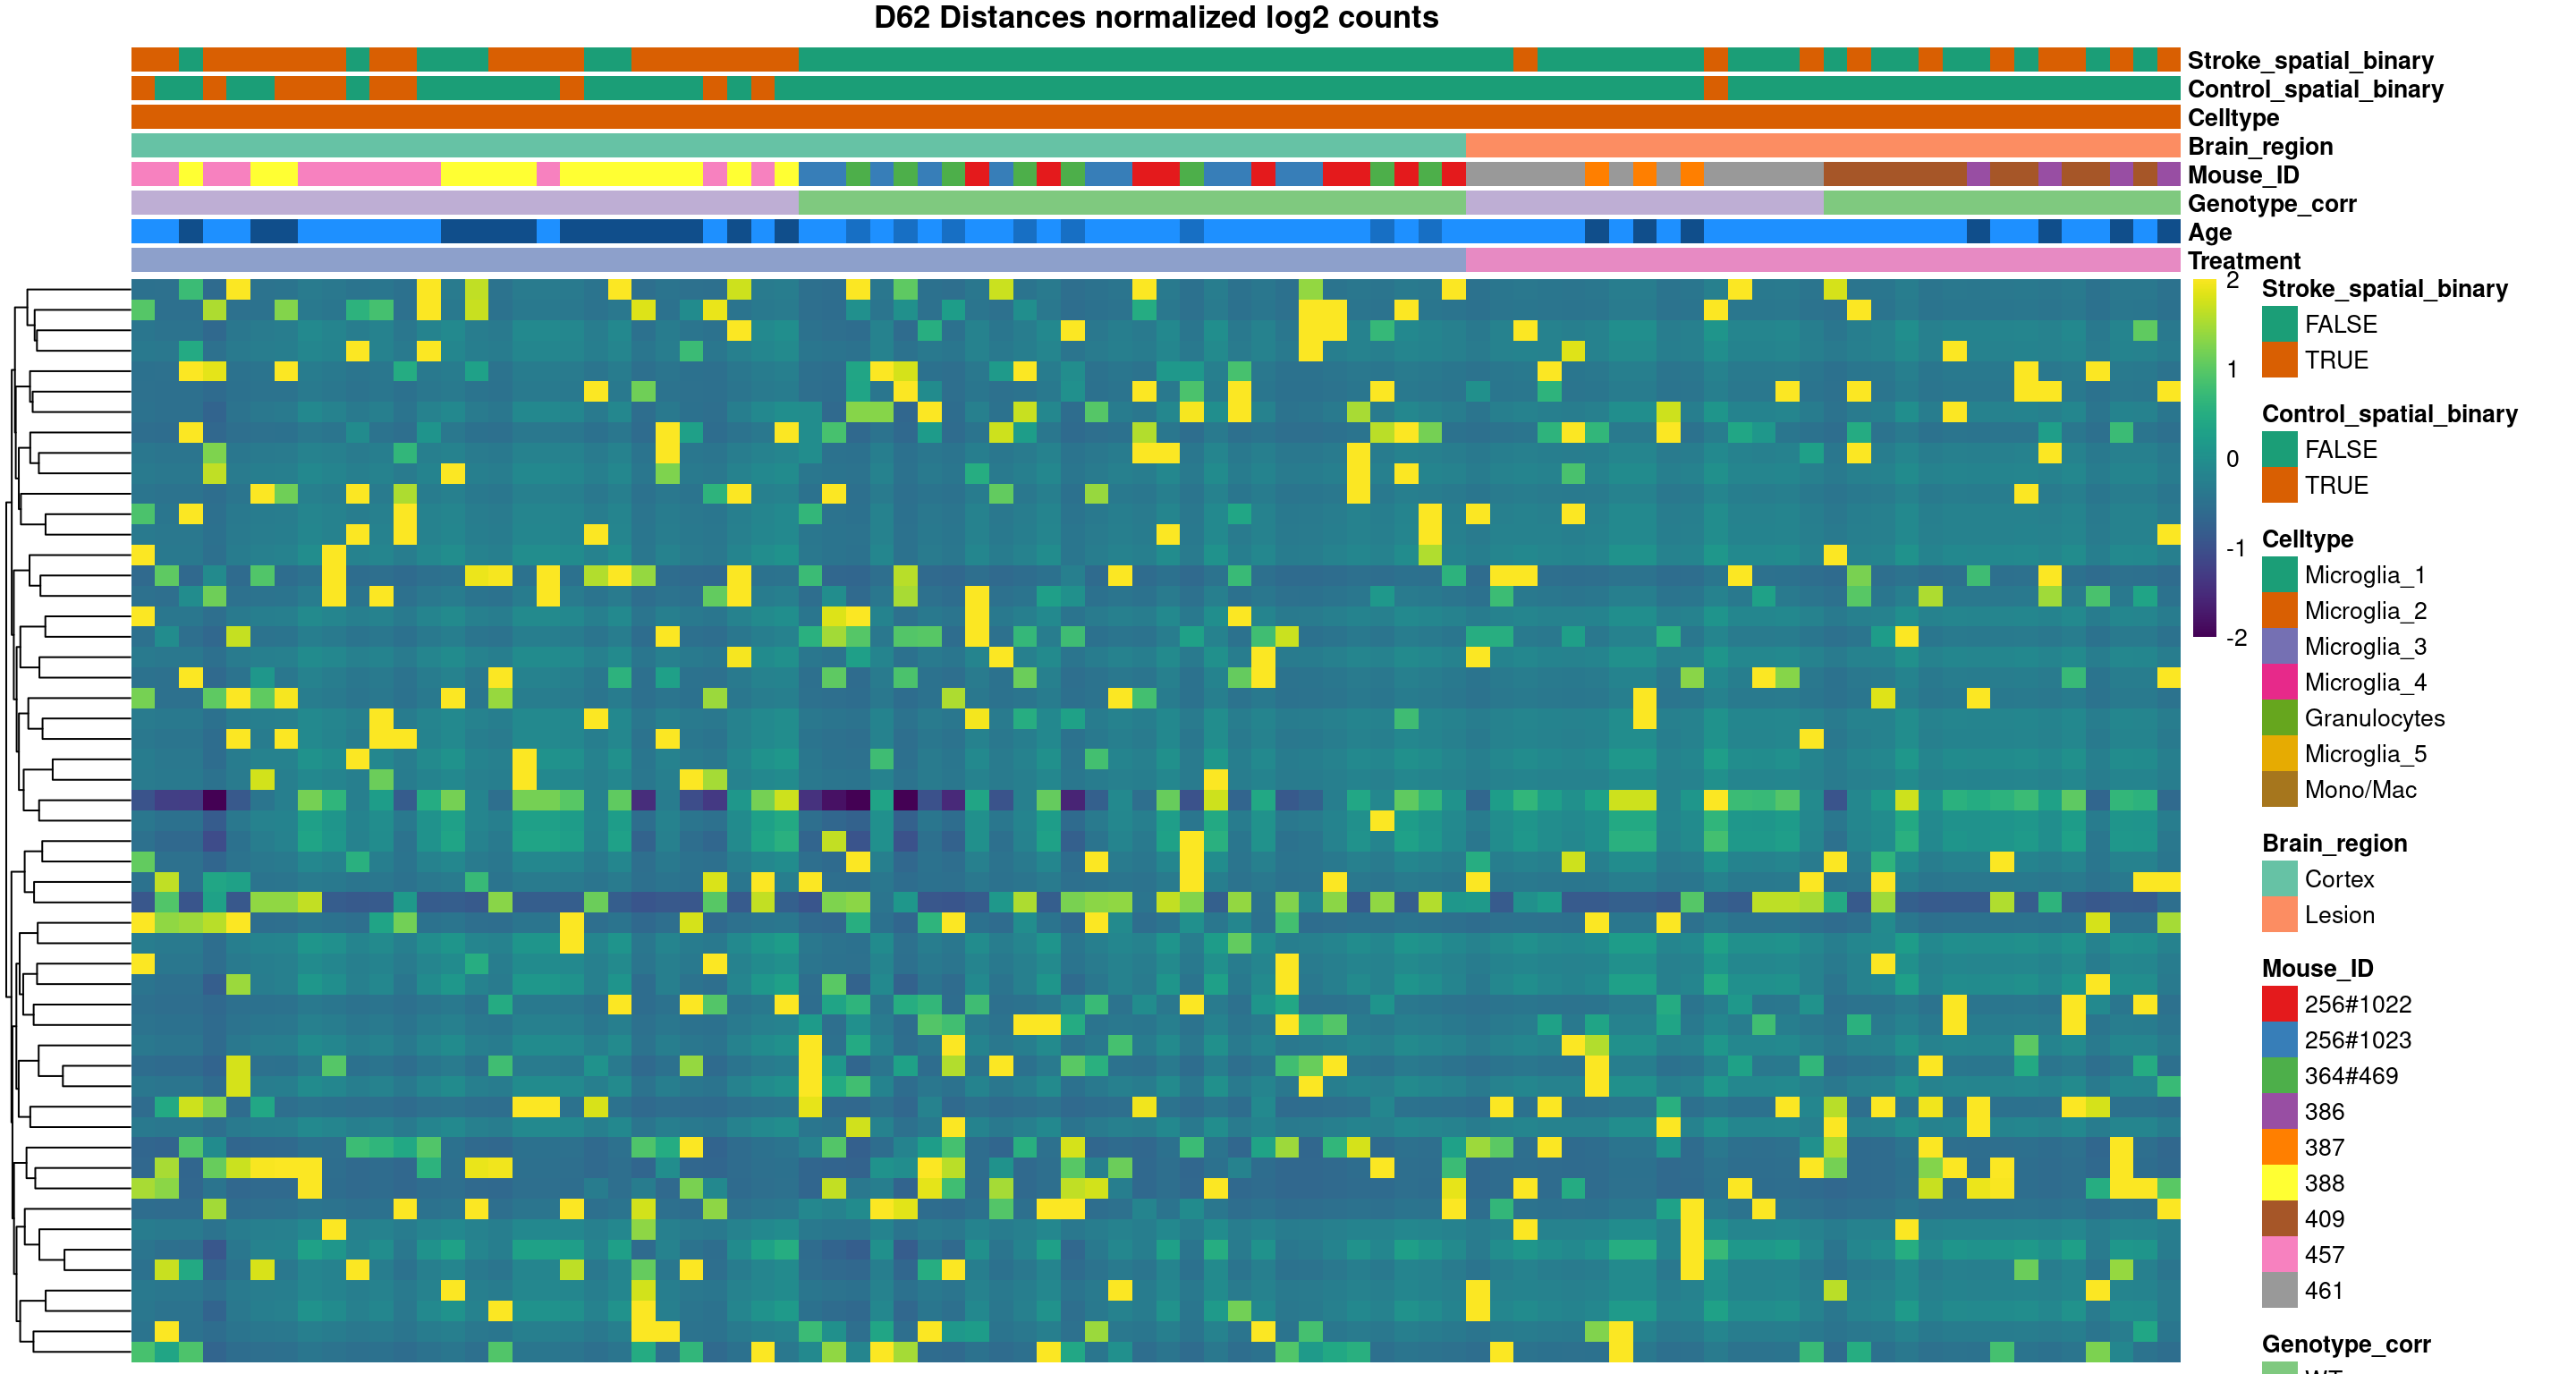 D62 Distances normalized log2 counts
Stroke_spatial_binary
Control_spatial_binary
Celltype
Brain_region
Mouse_ID
Genotype_corr
Age
Treatment
2
1
0
-1
-2
Stroke_spatial_binary
FALSE
TRUE
Control_spatial_binary
FALSE
TRUE
Celltype
Microglia_1
Microglia_2
Microglia_3
Microglia_4
Granulocytes
Microglia_5
Mono/Mac
Brain_region
Cortex
Lesion
Mouse_ID
256#1022
256#1023
364#469
386
387
388
409
457
461
Genotype_corr